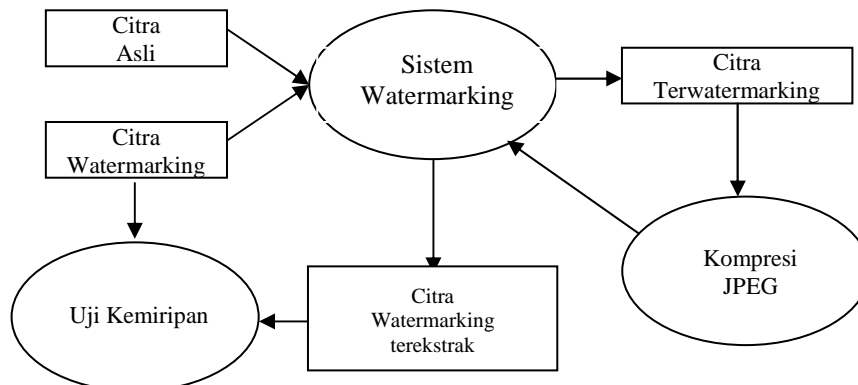 Citra
Asli
Sistem
Watermarking
Citra
Terwatermarking
Citra
Watermarking
Kompresi
JPEG
Uji Kemiripan
Citra
Watermarking
terekstrak